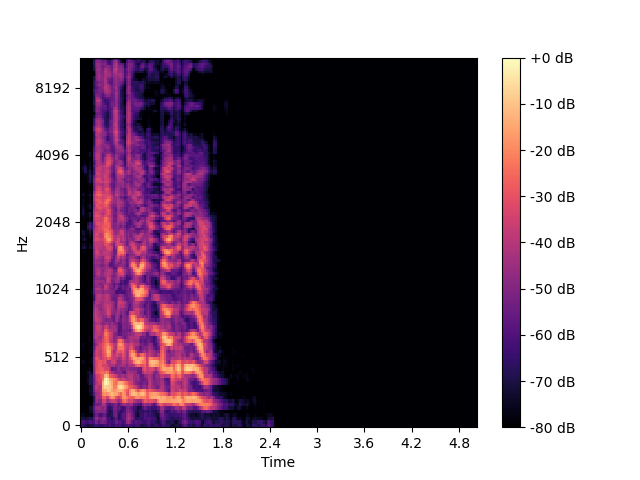 8192
4096
2048
1024
512
0
Hz
0 0.6 1.2 1.8 2.4 3 3.6 4.2 4.8
Time
+0 dB
-10 dB
-20 dB
-30 dB
-40 dB
-50 dB
-60 dB
-70 dB
-80 dB